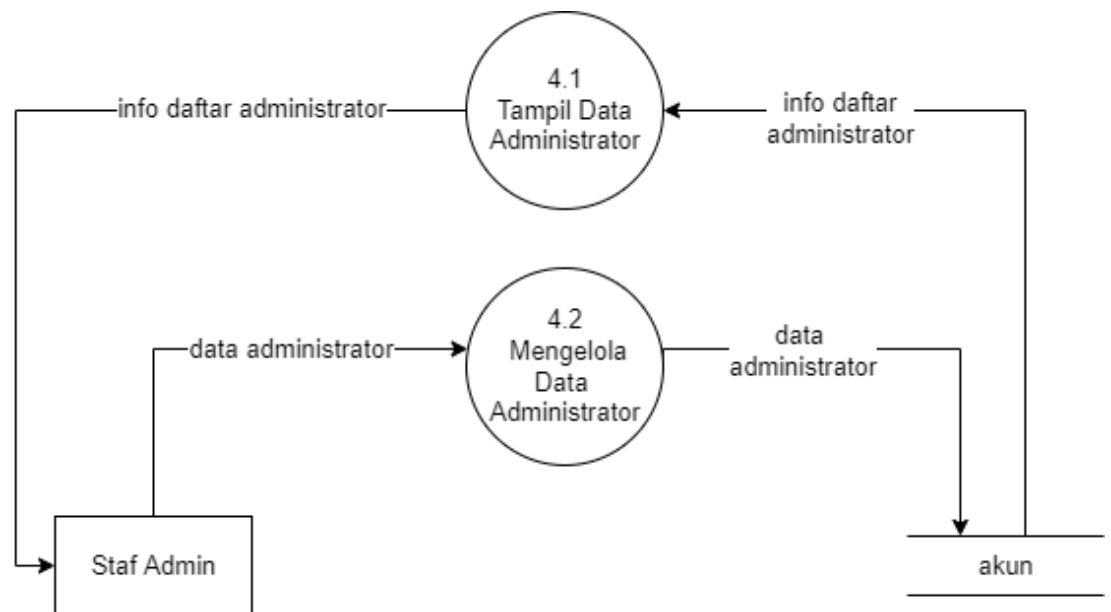 4.1
Tampil Data
Administrator
info daftar administrator
info daftar
administrator
4.2
Mengelola
Data
Administrator
data administrator
data
administrator
Staf Admin
akun